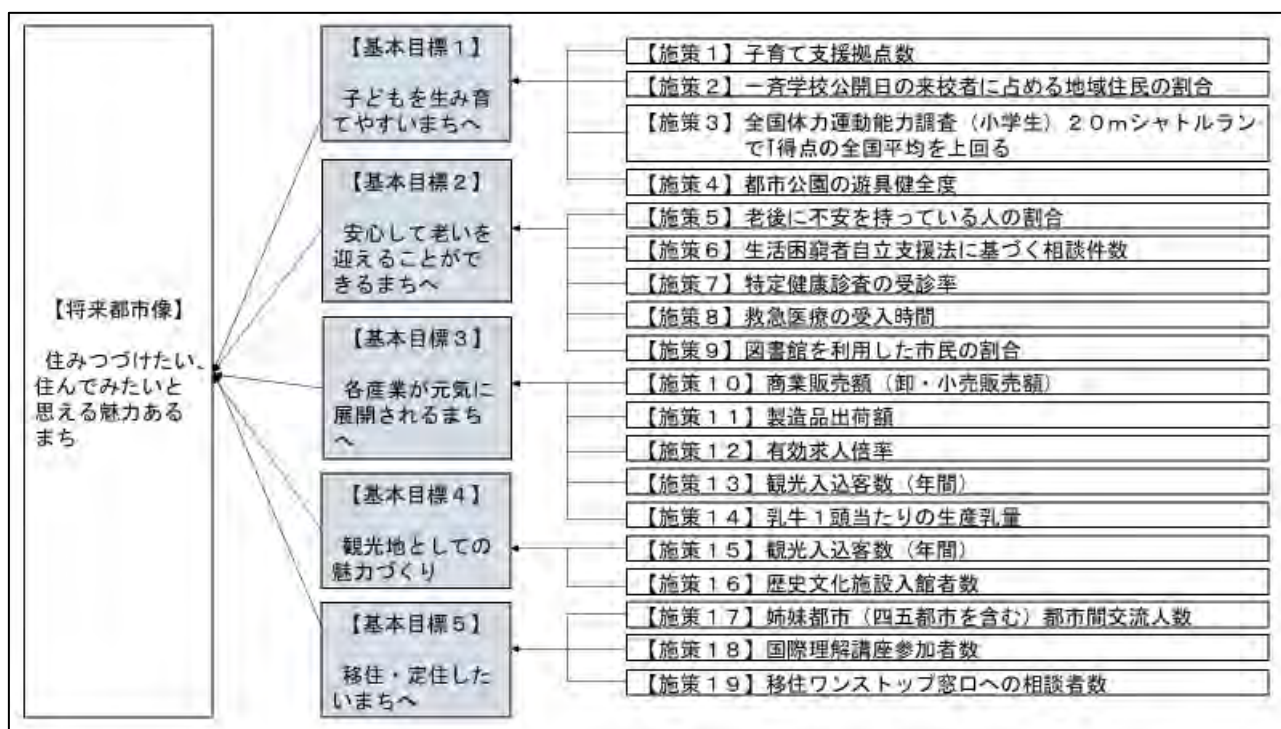 【将来都市像】
住みつづけたい、
住んでみたいと
思える魅力ある
まち
【基本目標１】
子どもを生み育
てやすいまちへ
【基本目標２】
安心して老いを
迎えることがで
きるまちへ
【基本目標３】
各産業が元気に
展開されるまち
へ
【基本目標４】
観光地としての
魅力づくり
【基本目標５】
移住・定住した
いまちへ
【施策１】子育て支援拠点数
【施策２】一斉学校公開日の来校者に占める地域住民の割合
【施策３】全国体力運動能力調査（小学生）２０ｍシャトルラン
でT得点の全国平均を上回る
【施策４】都市公園の遊具健全度
【施策５】老後に不安を持っている人の割合
【施策６】生活困窮者自立支援法に基づく相談件数
【施策７】特定健康診査の受診率
【施策８】救急医療の受入時間
【施策９】図書館を利用した市民の割合
【施策１０】商業販売額（卸・小売販売額）
【施策１１】製造品出荷額
【施策１２】有効求人倍率
【施策１３】観光入込客数（年間）
【施策１４】乳牛１頭当たりの生産乳量
【施策１５】観光入込客数（年間）
【施策１６】歴史文化施設入館者数
【施策１７】姉妹都市（四五都市を含む）都市間交流人数
【施策１８】国際理解講座参加者数
【施策１９】移住ワンストップ窓口への相談者数